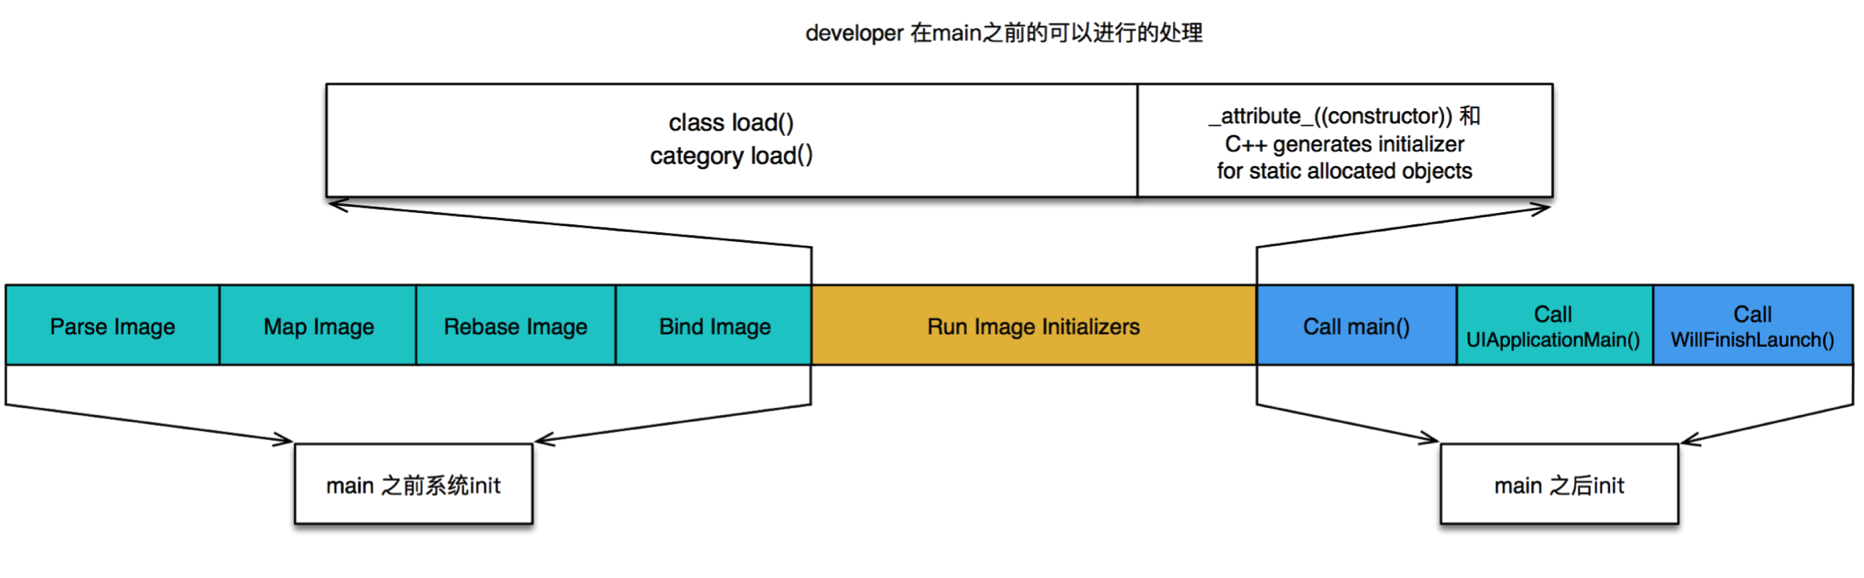 developer 在main之前的可以进行的处理
class load()
category load()
_attribute_((constructor)) 和
C++ generates initializer
for static allocated objects
Parse Image
Map Image
Rebase Image
Bind Image
Run Image Initializers
Call main()
Call
UIApplicationMain()
Call
WillFinishLaunch()
main 之前系统init
main 之后init